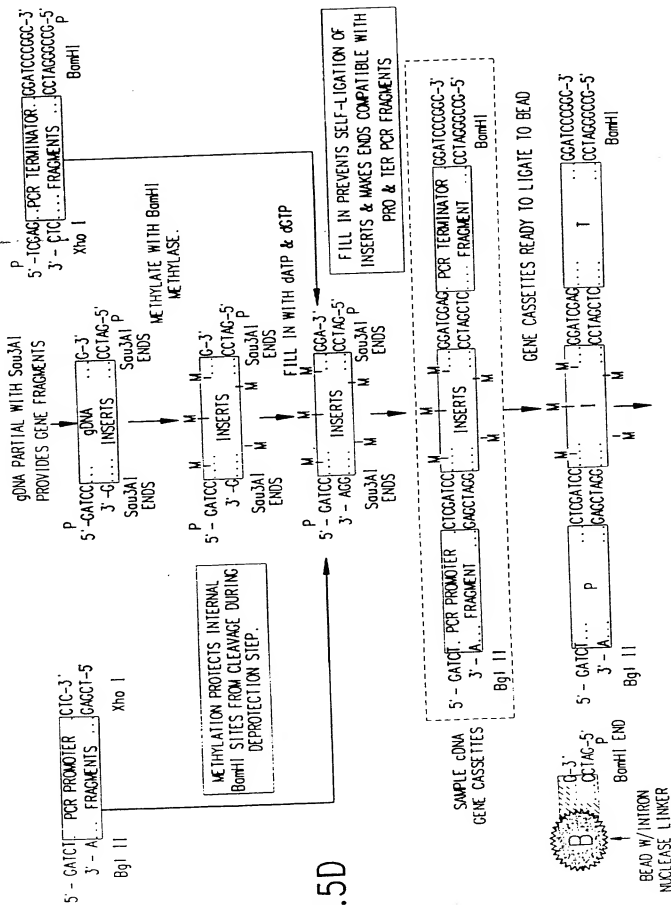 gDNA PARTIAL WITH Sau3AI
PROVIDES GENE FRAGMENTS
5' - GATCT.. PCR PROMOTER ..CTC-3'
3' - A.... FRAGMENTS ...GAGCT-5
Bgl II
Xho I
P
5'-GATCC... gDNA ...G-3'
3'-G... INSERTS ...CCTAG-5'
P
Sau3AI
ENDS
Sau3AI
ENDS
P
5' -TCGAG..PCR TERMINATOR..GGATCCCGGC-3'
3' - CTC.... FRAGMENTS ...CCTAGGGCCG-5'
P
Xho I
BamHI
METHYLATE WITH BamHI
METHYLASE.
METHYLATION PROTECTS INTERNAL
BamHI SITES FROM CLEAVAGE DURING
DEPROTECTION STEP.
M M M
P
5' - GATCC... INSERTS ...G-3'
3' -G... ...CCTAG-5'
M M
P
Sau3AI
ENDS
Sau3AI
ENDS
FILL IN WITH dATP & dGTP
FILL IN PREVENTS SELF-LIGATION OF
INSERTS & MAKES ENDS COMPATIBLE WITH
PRO & TER PCR FRAGMENTS
M M M
P
5' - GATCC... INSERTS ...GGA-3'
3' - AGG... ...CCTAG-5'
M M
P
Sau3AI
ENDS
Sau3AI
ENDS
.5D
SAMPLE cDNA
GENE CASSETTES
M M M
5' - GATCT. PCR PROMOTER ..CTCGATCC... INSERTS ...GGATCGAG.. PCR TERMINATOR ..GGATCCCGGC-3'
3' - A... FRAGMENT ...GAGCTAGG... ...CCTAGCTC... FRAGMENT ...CCTAGGGCCG-5'
M M
Bgl II
BamHI
GENE CASSETTES READY TO LIGATE TO BEAD
M M M
5' - GATCT... P ...CTCGATCC... I ...GGATCGAG... T ...GGATCCCGGC-3'
3' - A... ...GAGCTAGG... ...CCTAGCTC... ...CCTAGGGCCG-5'
M M
Bgl II
BamHI
B
G-3'
CCTAG-5'
P
BamHI END
BEAD W/INTRON
NUCLEASE LINKER